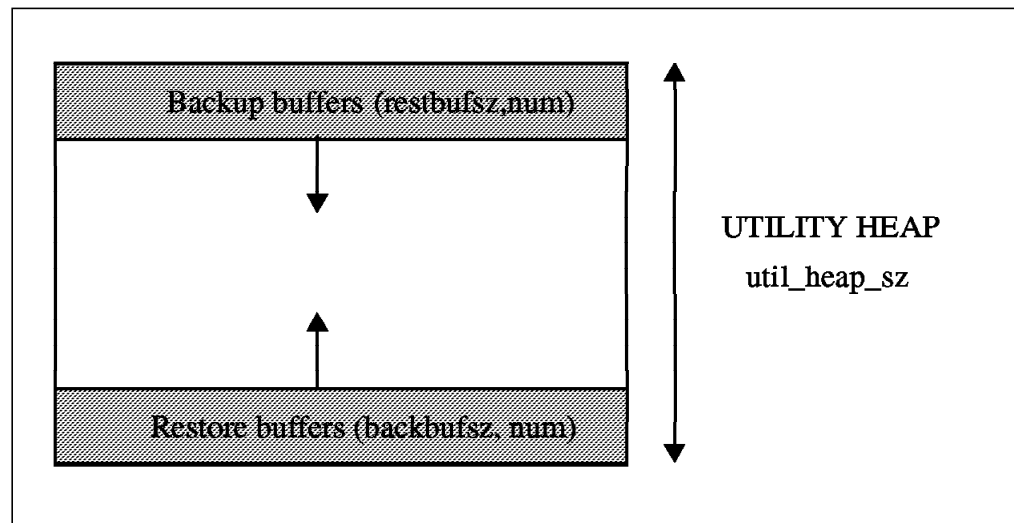 Backup buffers (restbufsz,num)
UTILITY HEAP
util_heap_sz
Restore buffers (backbufsz, num)